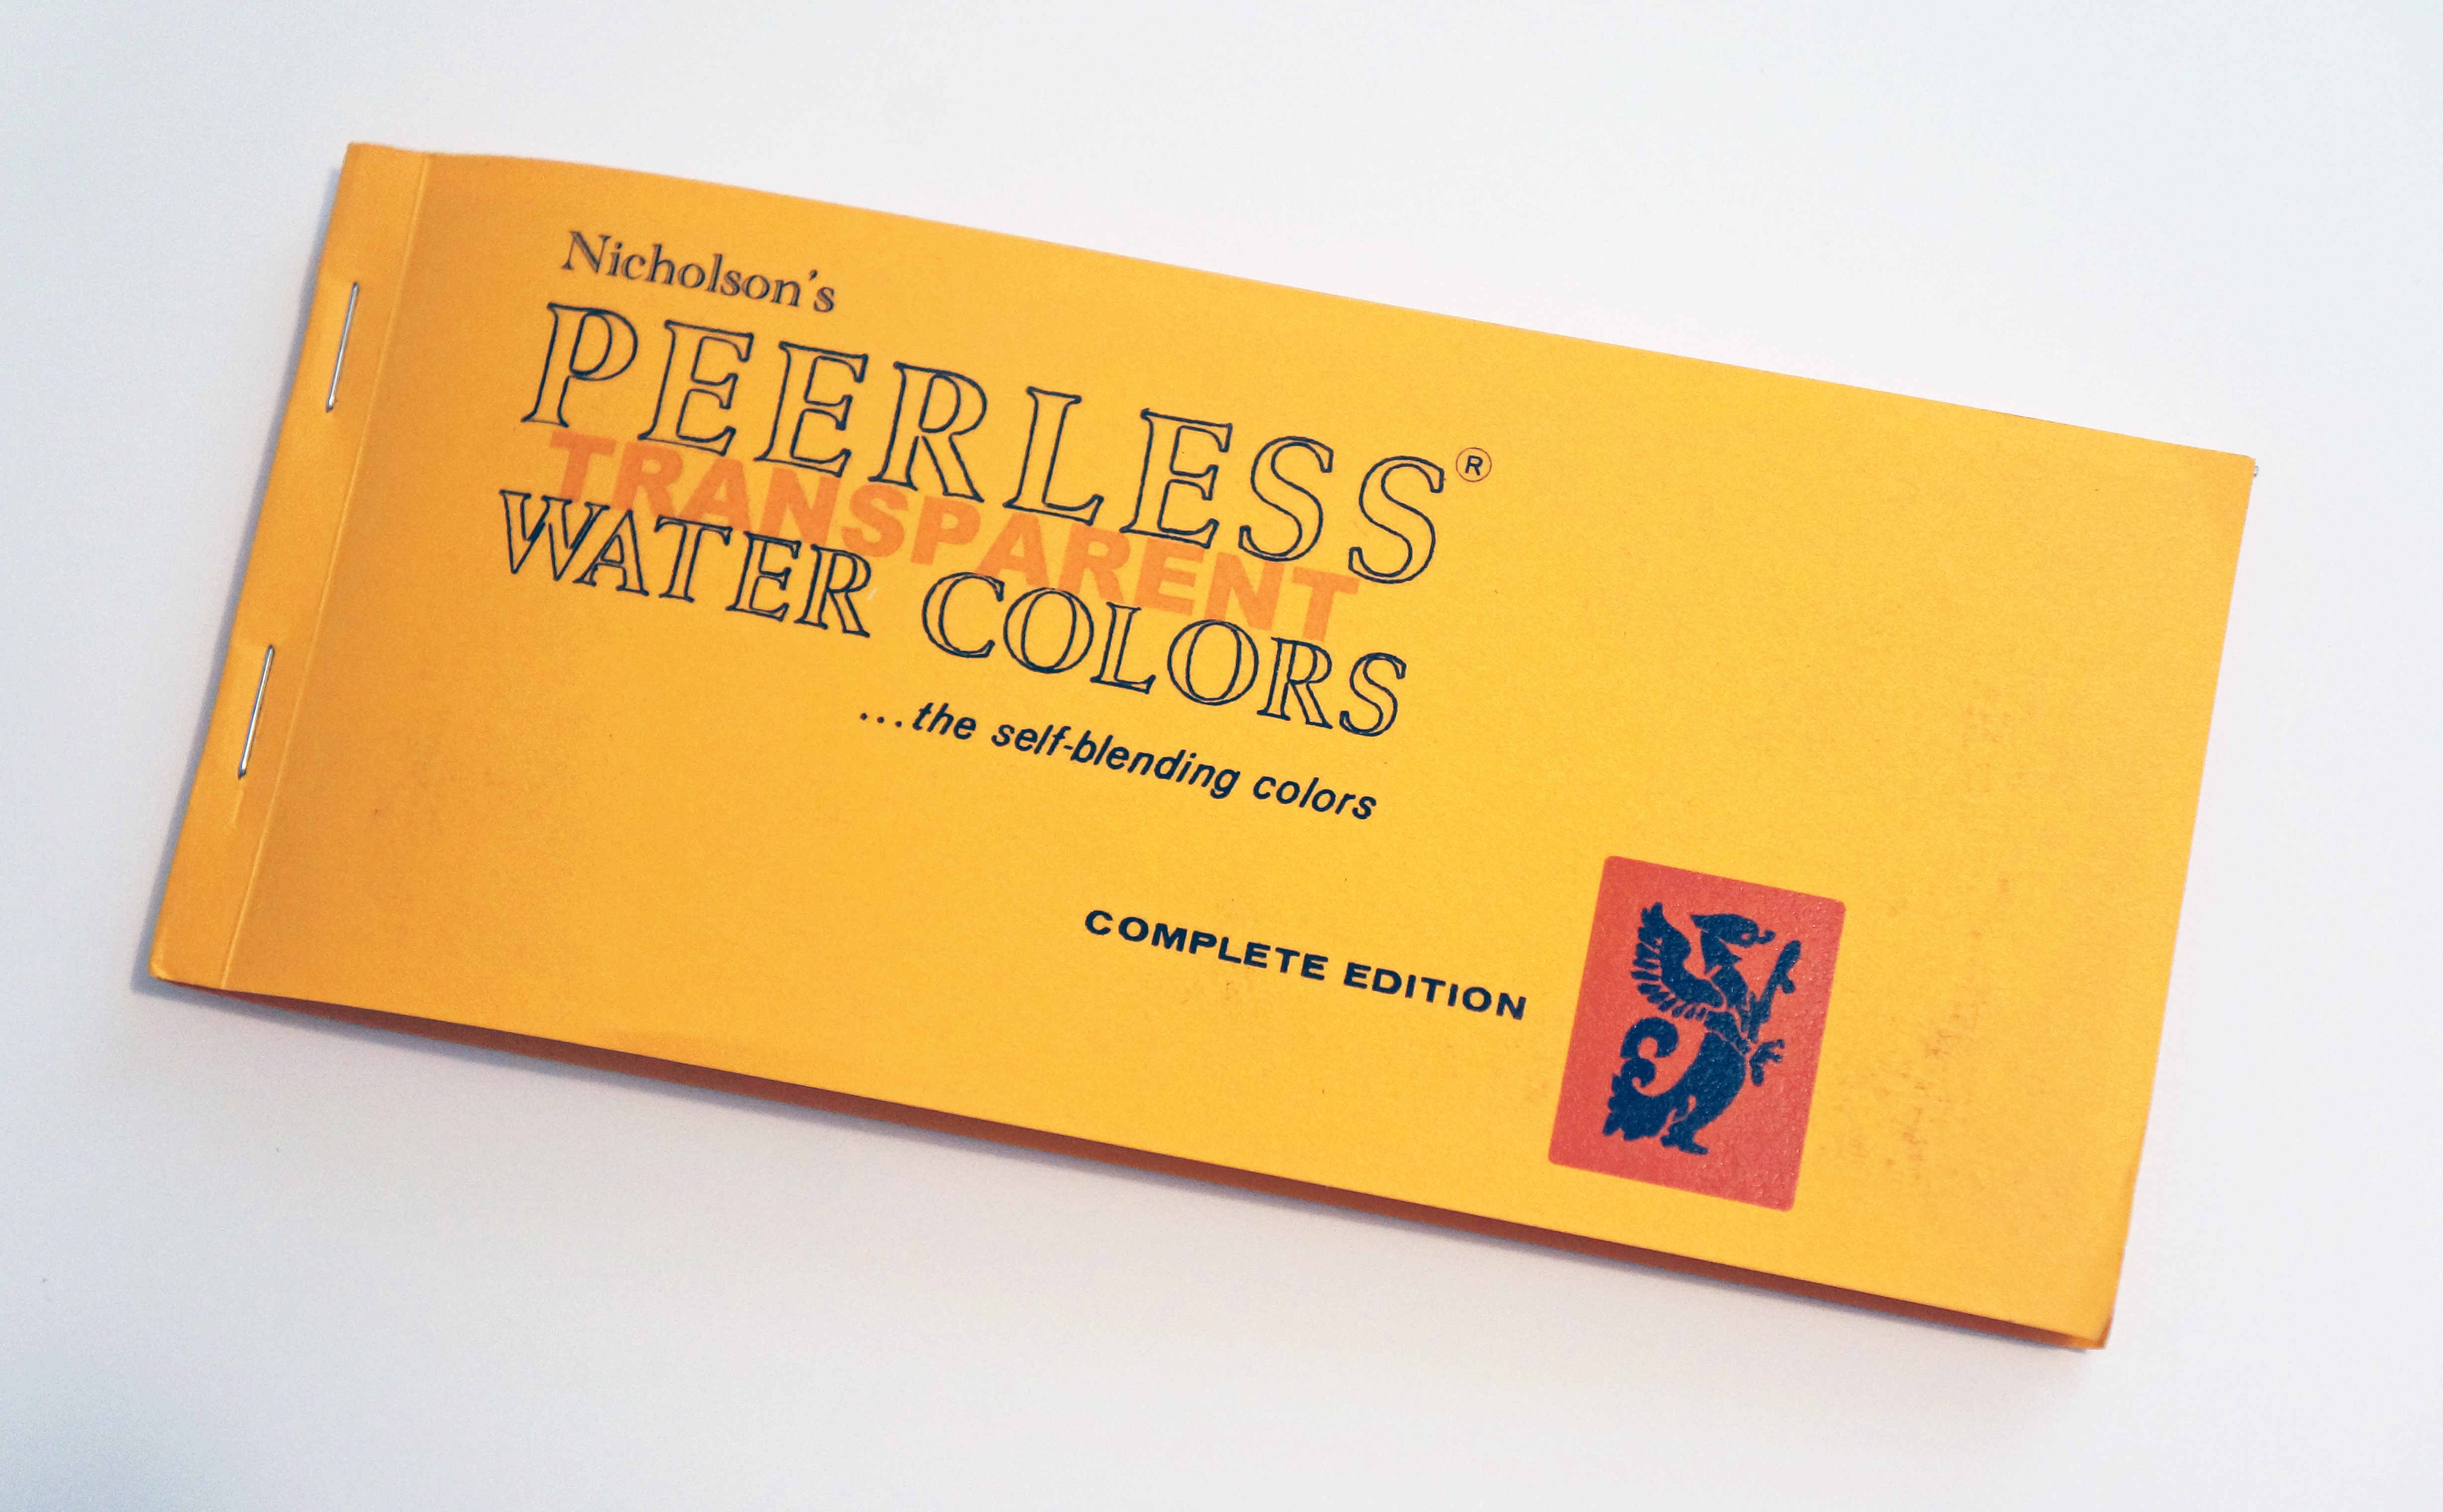 Nicholson's
PEERLESS®
TRANSPARENT
WATER COLORS
...the self-blending colors
COMPLETE EDITION